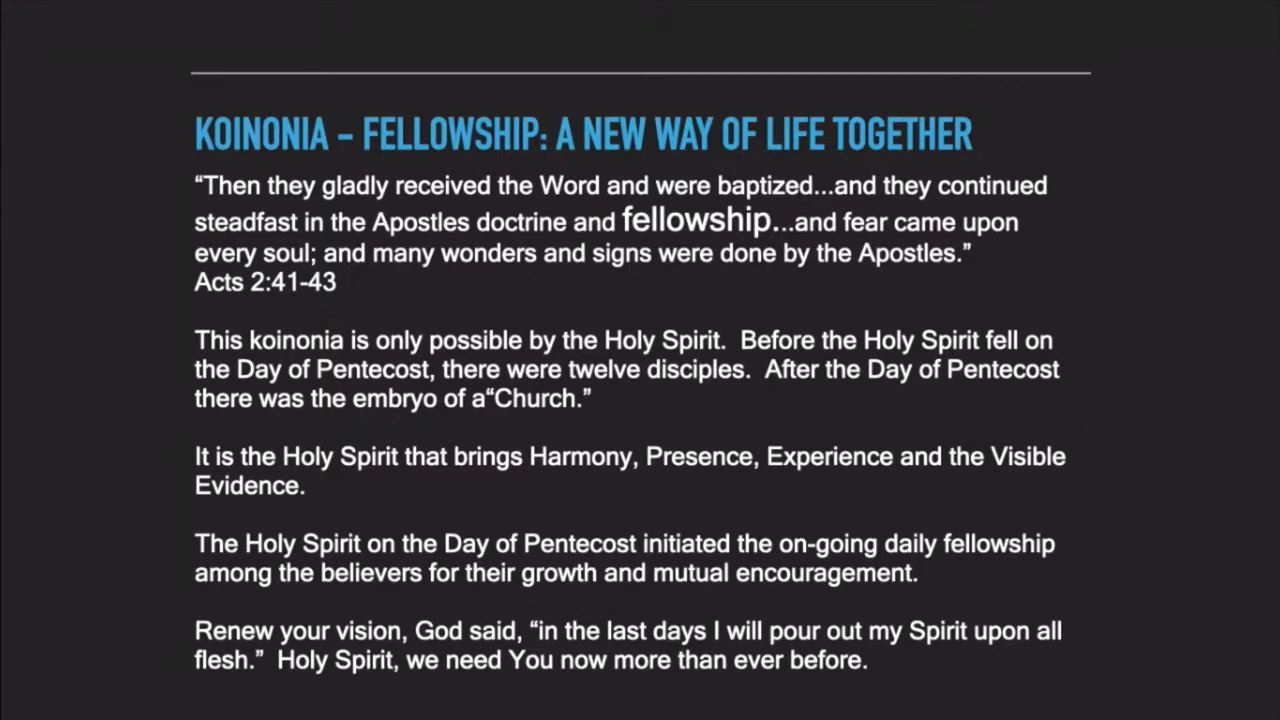 KOINONIA – FELLOWSHIP: A NEW WAY OF LIFE TOGETHER
“Then they gladly received the Word and were baptized...and they continued
steadfast in the Apostles doctrine and fellowship...and fear came upon
every soul; and many wonders and signs were done by the Apostles.”
Acts 2:41-43
This koinonia is only possible by the Holy Spirit.  Before the Holy Spirit fell on
the Day of Pentecost, there were twelve disciples.  After the Day of Pentecost
there was the embryo of a“Church.”
It is the Holy Spirit that brings Harmony, Presence, Experience and the Visible
Evidence.
The Holy Spirit on the Day of Pentecost initiated the on-going daily fellowship
among the believers for their growth and mutual encouragement.
Renew your vision, God said, “in the last days I will pour out my Spirit upon all
flesh.”  Holy Spirit, we need You now more than ever before.